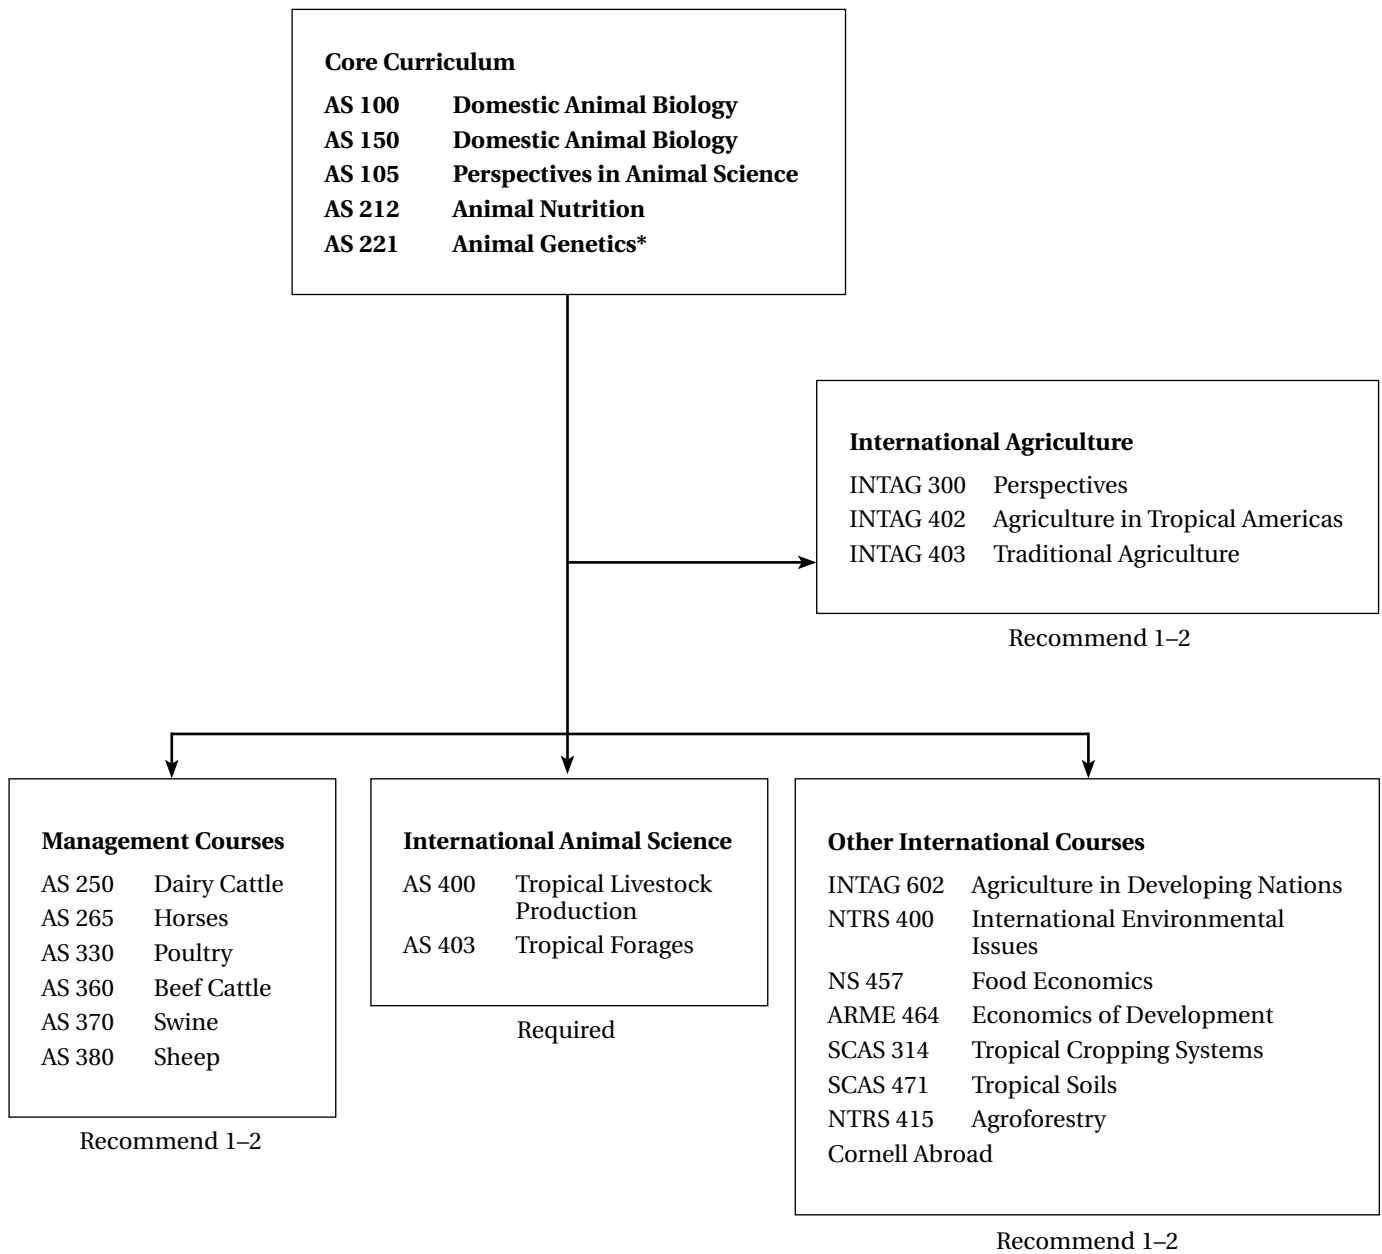 Core Curriculum
AS 100 Domestic Animal Biology
AS 150 Domestic Animal Biology
AS 105 Perspectives in Animal Science
AS 212 Animal Nutrition
AS 221 Animal Genetics*
International Agriculture
INTAG 300 Perspectives
INTAG 402 Agriculture in Tropical Americas
INTAG 403 Traditional Agriculture
Recommend 1–2
Management Courses
AS 250 Dairy Cattle
AS 265 Horses
AS 330 Poultry
AS 360 Beef Cattle
AS 370 Swine
AS 380 Sheep
Recommend 1–2
International Animal Science
AS 400 Tropical Livestock
Production
AS 403 Tropical Forages
Required
Other International Courses
INTAG 602 Agriculture in Developing Nations
NTRS 400 International Environmental
Issues
NS 457 Food Economics
ARME 464 Economics of Development
SCAS 314 Tropical Cropping Systems
SCAS 471 Tropical Soils
NTRS 415 Agroforestry
Cornell Abroad
Recommend 1–2